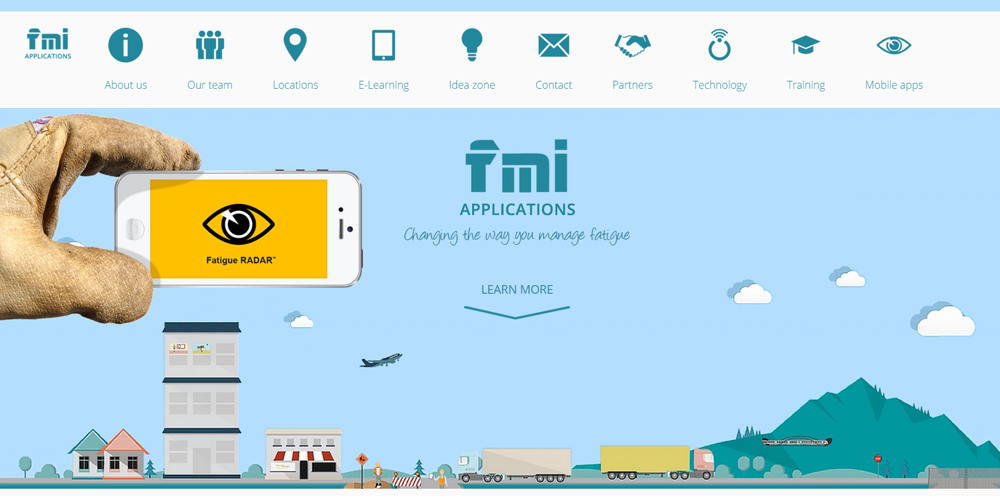 fmi
APPLICATIONS
About us
Our team
Locations
E-Learning
Idea zone
Contact
Partners
Technology
Training
Mobile apps
fmi
APPLICATIONS
Changing the way you manage fatigue
Fatigue RADAR™
LEARN MORE